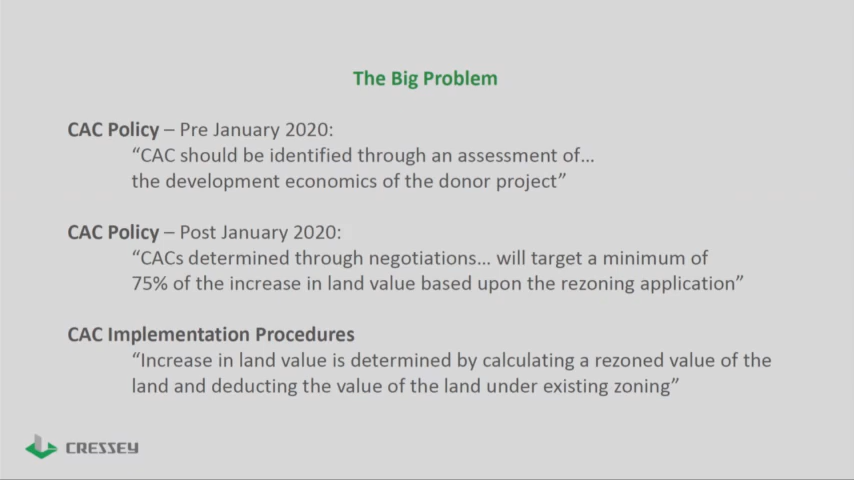 The Big Problem
CAC Policy – Pre January 2020:
“CAC should be identified through an assessment of…
the development economics of the donor project”
CAC Policy – Post January 2020:
“CACs determined through negotiations… will target a minimum of
75% of the increase in land value based upon the rezoning application”
CAC Implementation Procedures
“Increase in land value is determined by calculating a rezoned value of the
land and deducting the value of the land under existing zoning”
CRESSEY